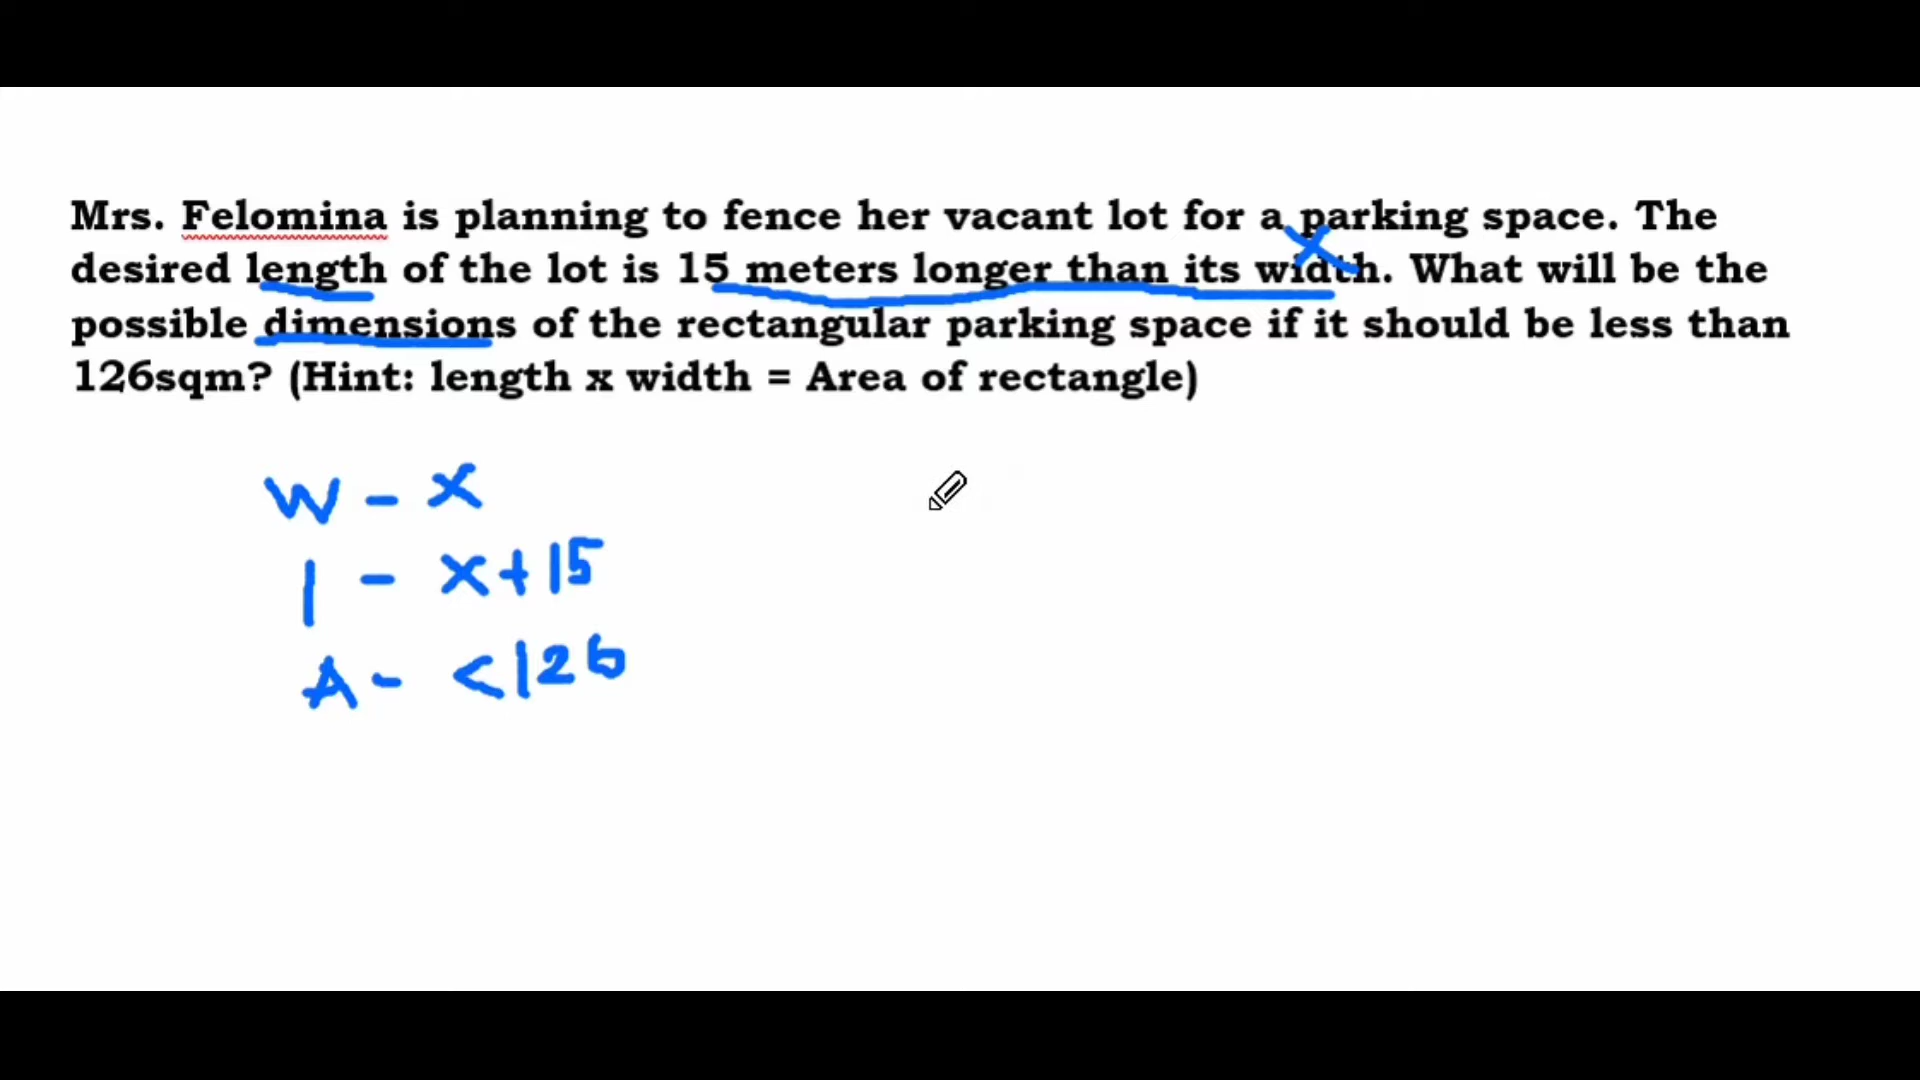 Mrs. Felomina is planning to fence her vacant lot for a parking space. The
desired length of the lot is 15 meters longer than its width. What will be the
possible dimensions of the rectangular parking space if it should be less than
126sqm? (Hint: length x width = Area of rectangle)
x
W - x
l - x+15
A - <126